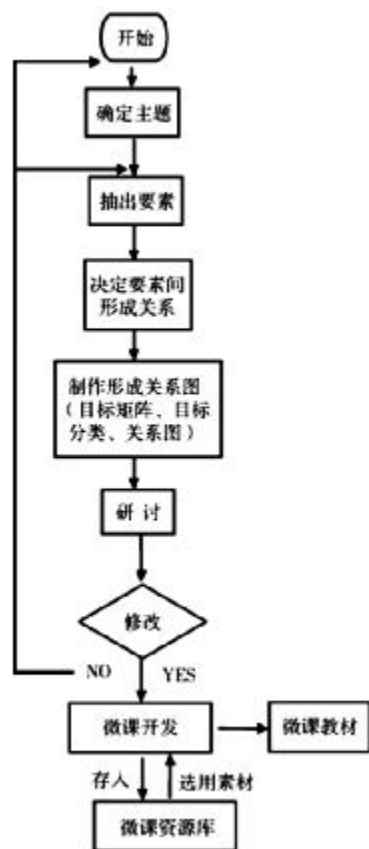 开始
确定主题
抽出要素
决定要素间
形成关系
制作形成关系图
(目标矩阵、目标
分类、关系图)
研讨
修改
NO
YES
微课开发
微课教材
存入
选用素材
微课资源库